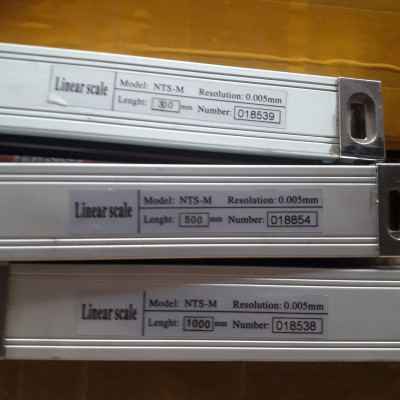 Linear scale
Model: NTS-M Resolution: 0.005mm
Lenght: 300 mm Number: 018539
Linear scale
Model: NTS-M Resolution: 0.005mm
Lenght: 500 mm Number: 018854
Linear scale
Model: NTS-M Resolution: 0.005mm
Lenght: 1000 mm Number: 018538